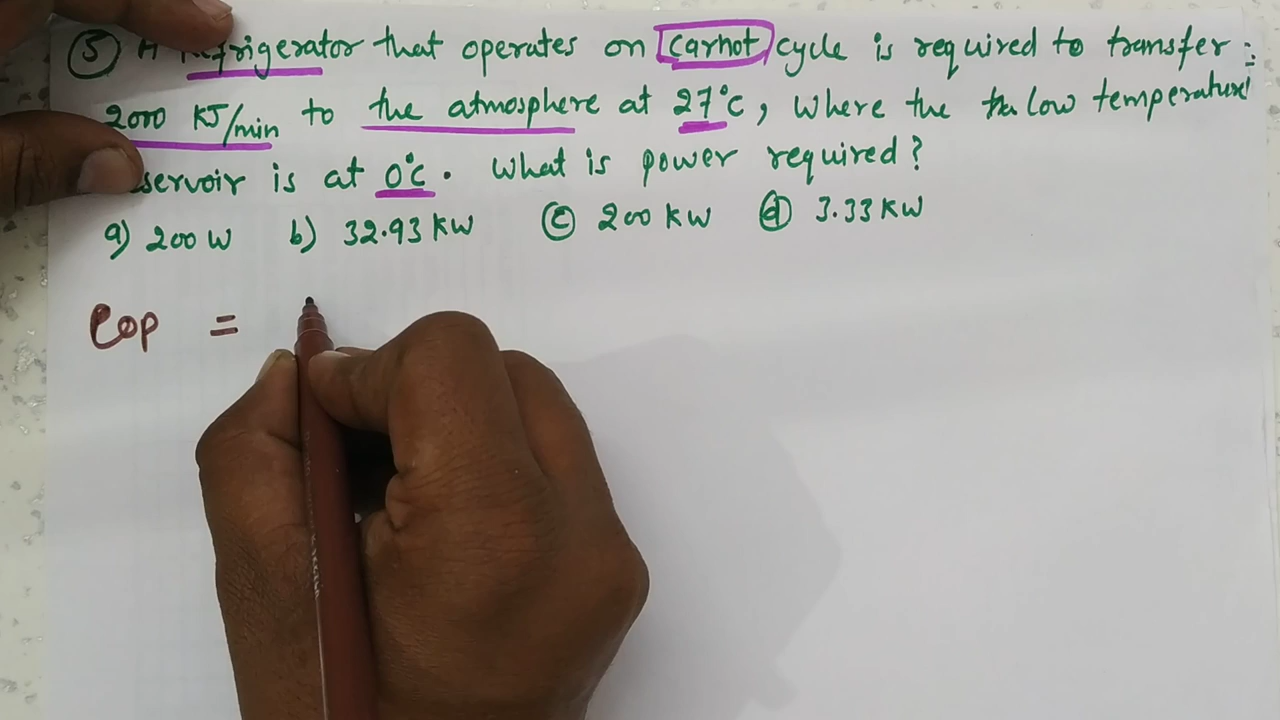 ⑤ A Refrigerator that operates on Carnot cycle is required to transfer :
2000 KJ/min to the atmosphere at 27°C, where the low temperature
servoir is at 0°C. What is power required?
a) 200 W b) 32.93 KW ⓒ 200 KW ⓓ 3.33 KW
Cop =